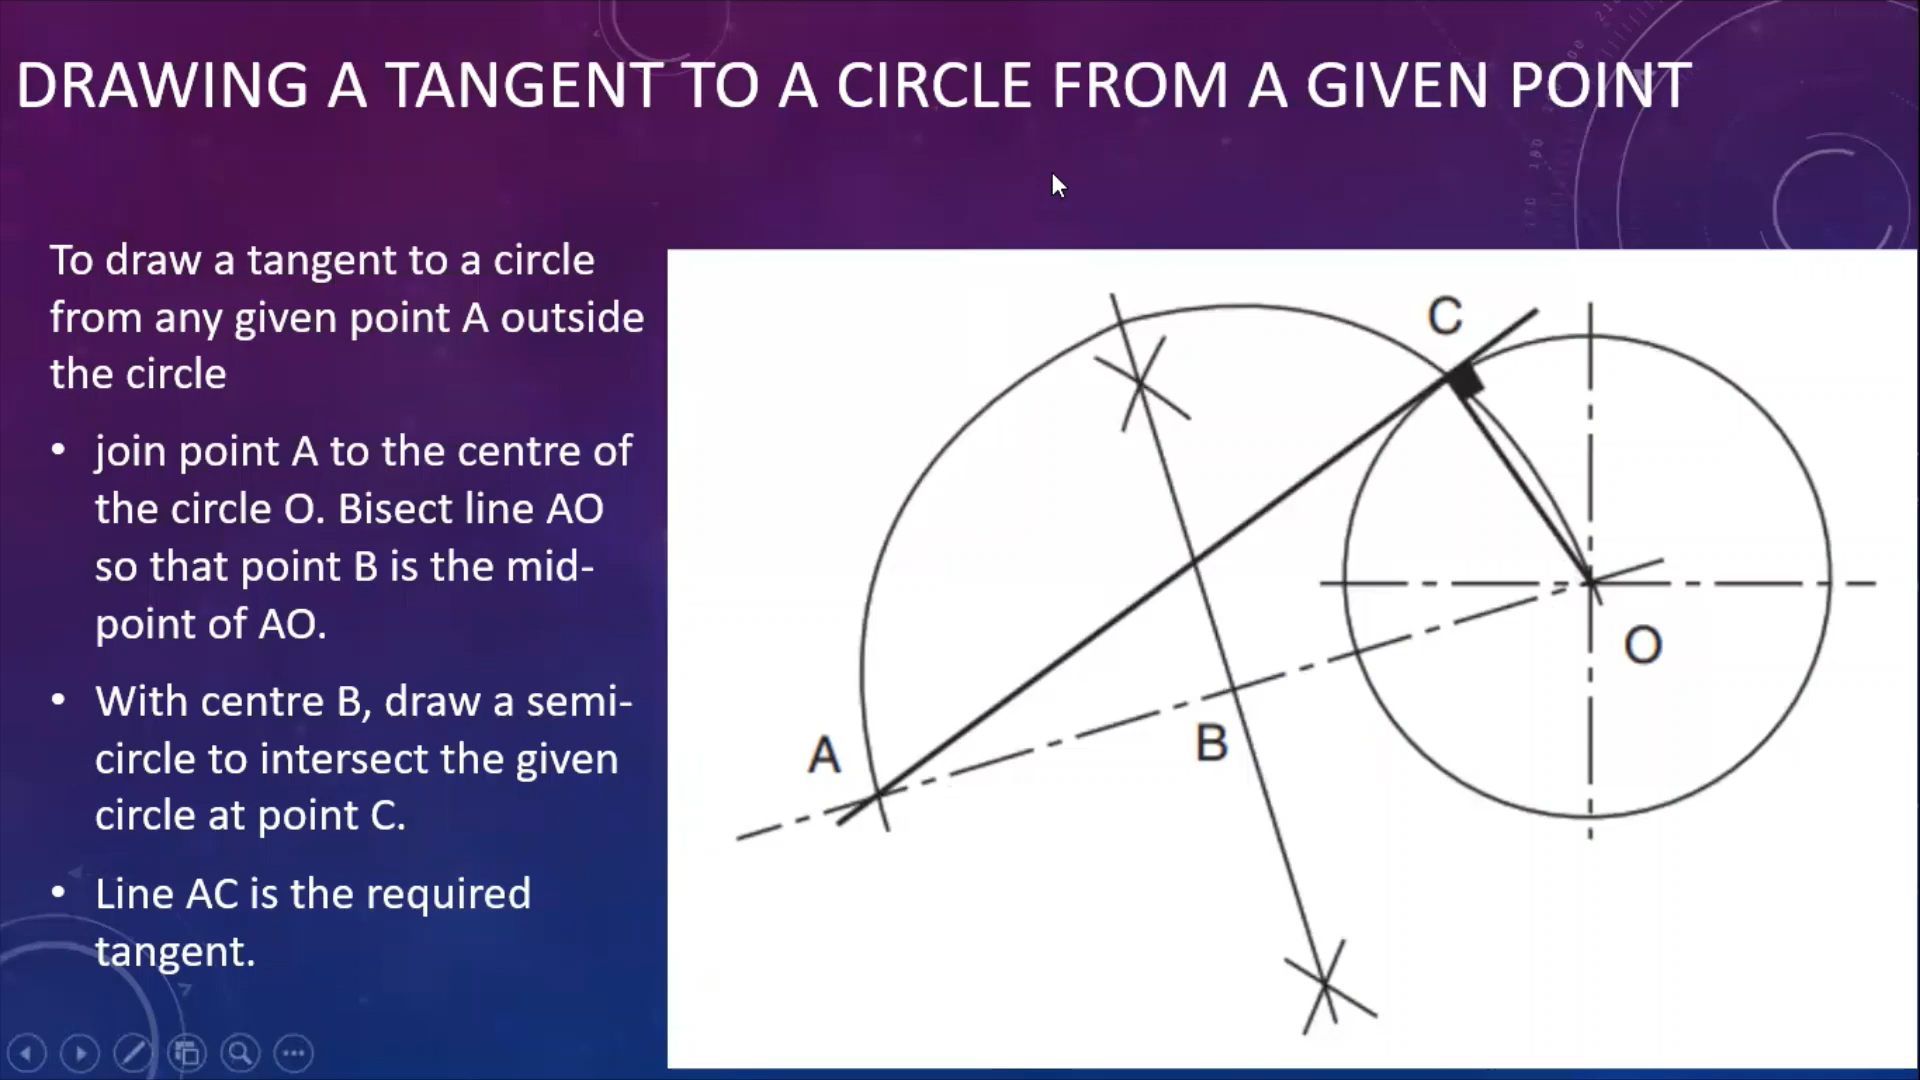 DRAWING A TANGENT TO A CIRCLE FROM A GIVEN POINT
To draw a tangent to a circle
from any given point A outside
the circle
• join point A to the centre of
the circle O. Bisect line AO
so that point B is the mid-
point of AO.
• With centre B, draw a semi-
circle to intersect the given
circle at point C.
• Line AC is the required
tangent.
C
A
B
O